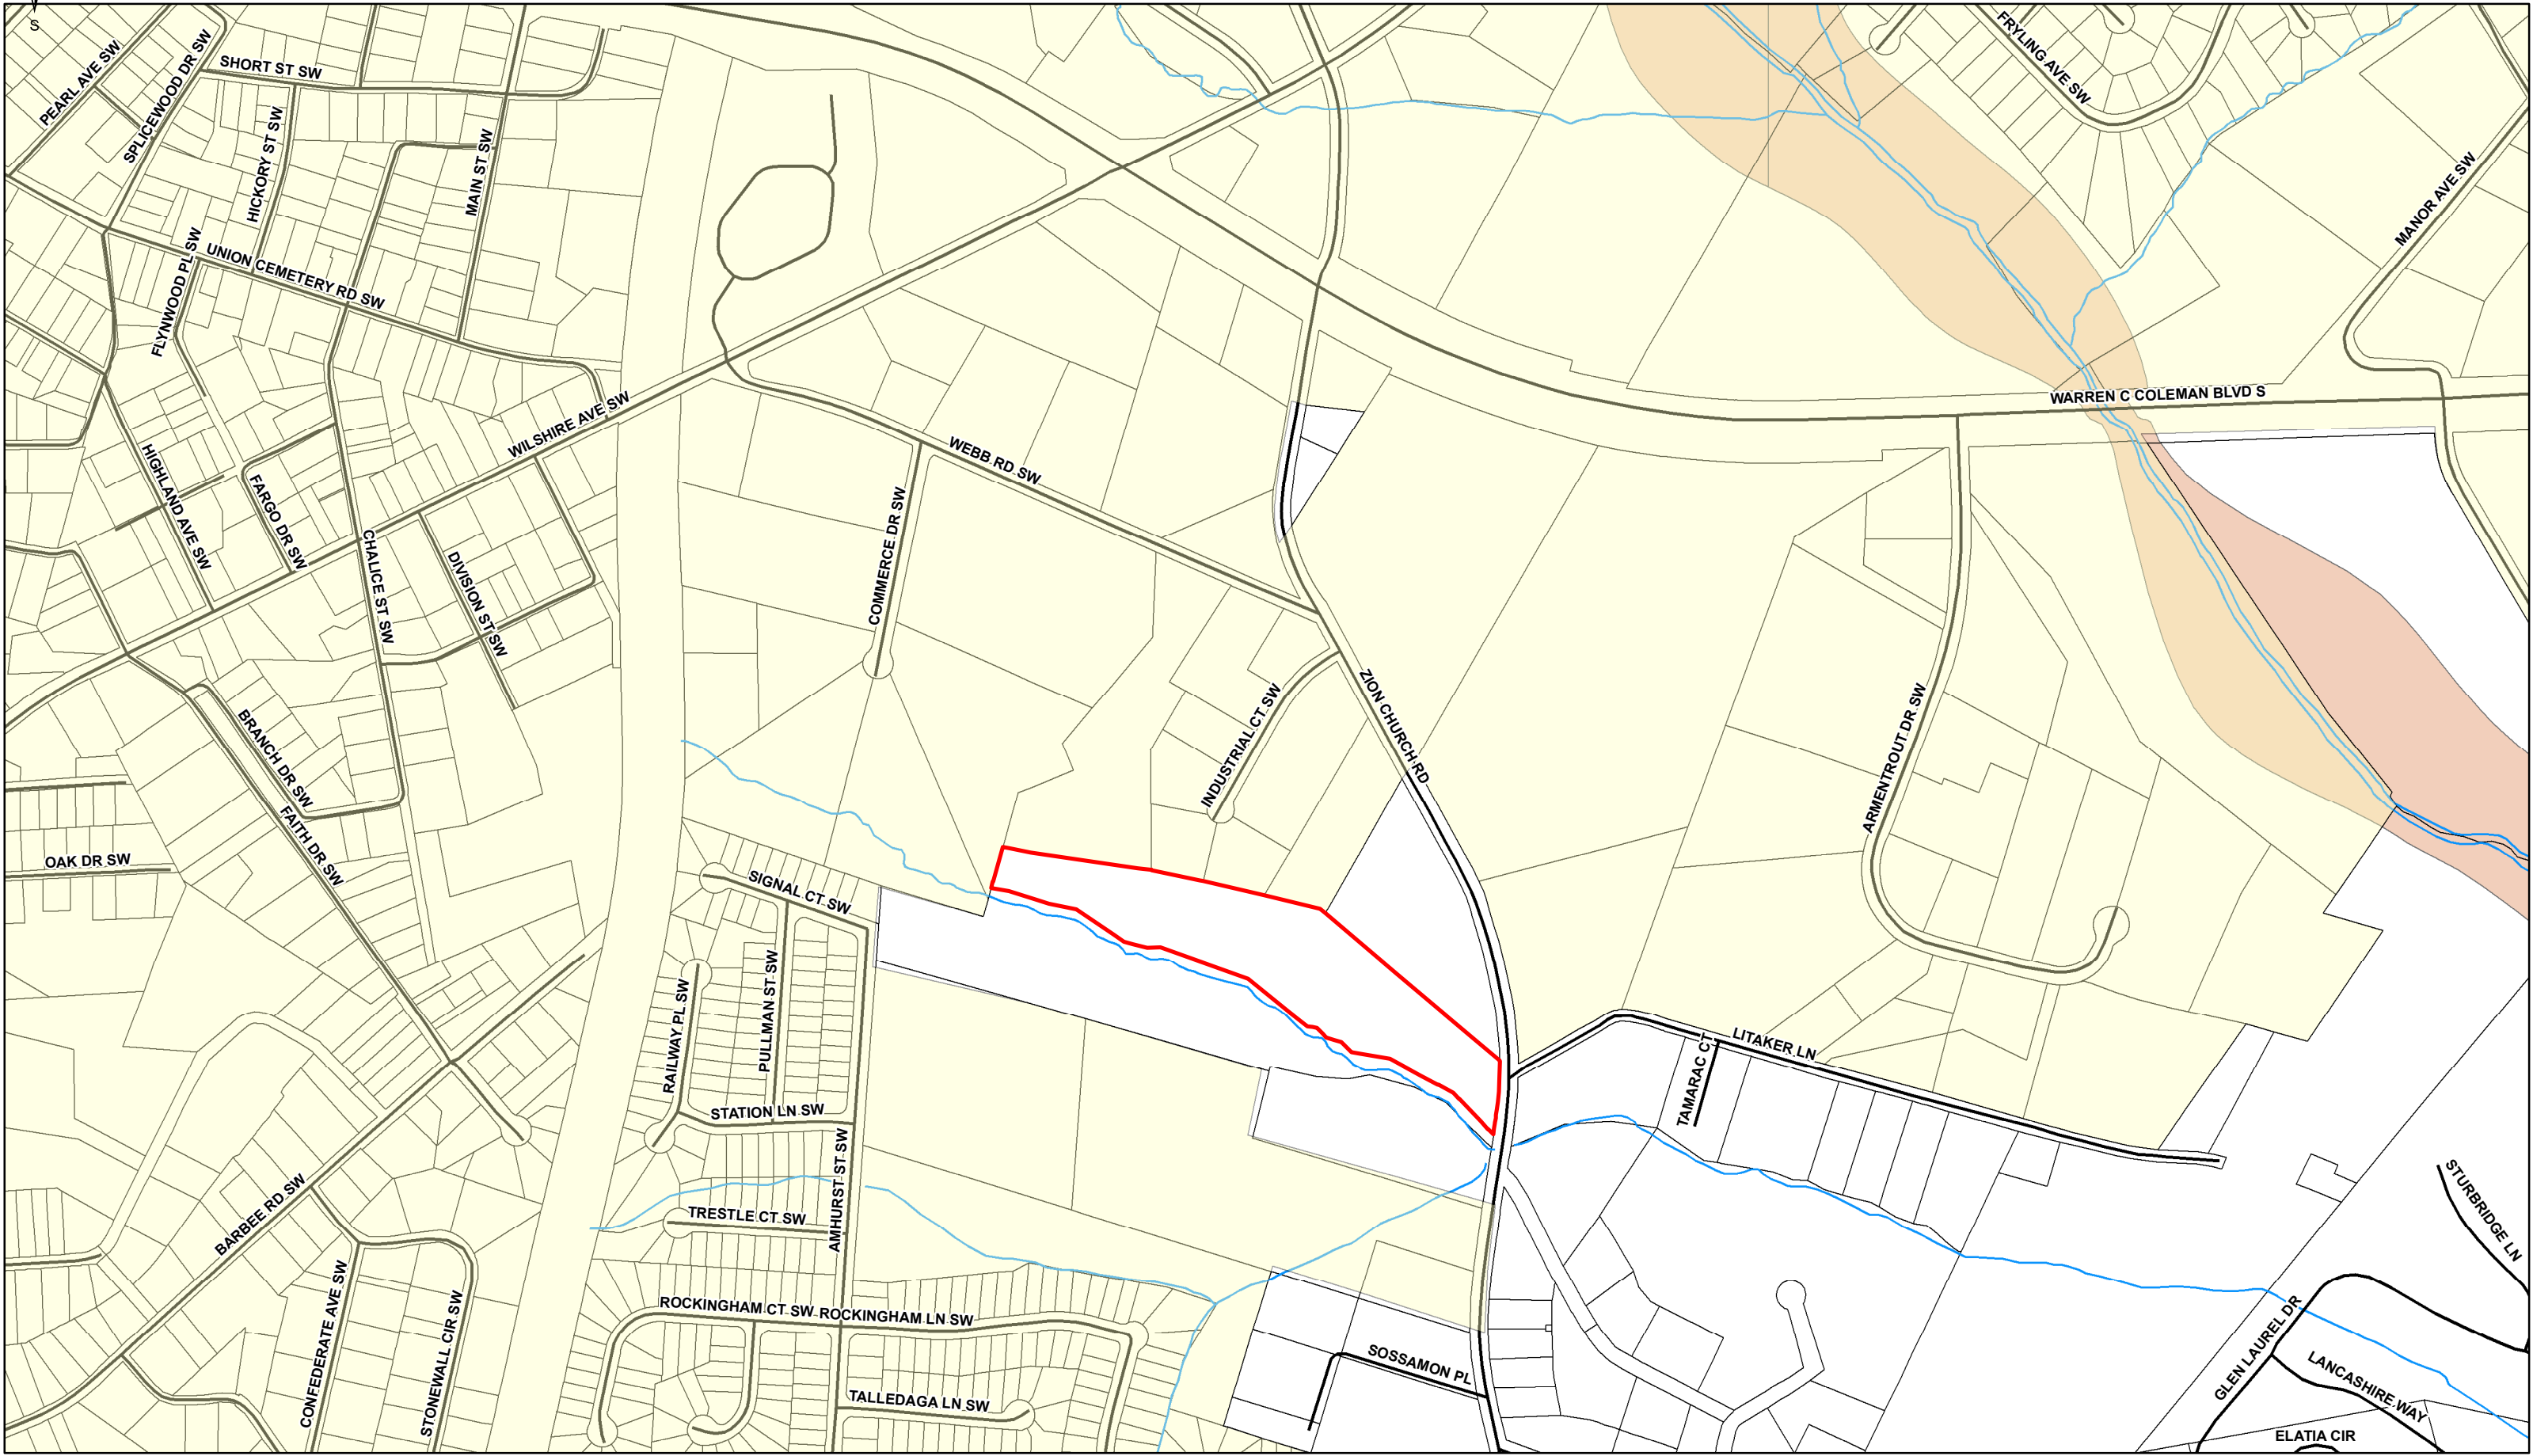 S
PEARL AVE SW
SPLICEWOOD DR SW
SHORT ST SW
HICKORY ST SW
MAIN ST SW
FRYLING AVE SW
MANOR AVE SW
FLYNWOOD PL SW
UNION CEMETERY RD SW
WILSHIRE AVE SW
WARREN C COLEMAN BLVD S
HIGHLAND AVE SW
FARGO DR SW
CHALICE ST SW
DIVISION ST SW
COMMERCE DR SW
WEBB RD SW
BRANCH DR SW
FAITH DR SW
OAK DR SW
INDUSTRIAL CT SW
ZION CHURCH RD
ARMENTROUT DR SW
SIGNAL CT SW
RAILWAY PL SW
PULLMAN ST SW
STATION LN SW
AMHURST ST SW
TRESTLE CT SW
TAMARAC CT
LITAKER LN
STURBRIDGE LN
BARBEE RD SW
CONFEDERATE AVE SW
STONEWALL CIR SW
ROCKINGHAM CT SW
ROCKINGHAM LN SW
TALLEDAGA LN SW
SOSSAMON PL
GLEN LAUREL DR
LANCASHIRE WAY
ELATIA CIR